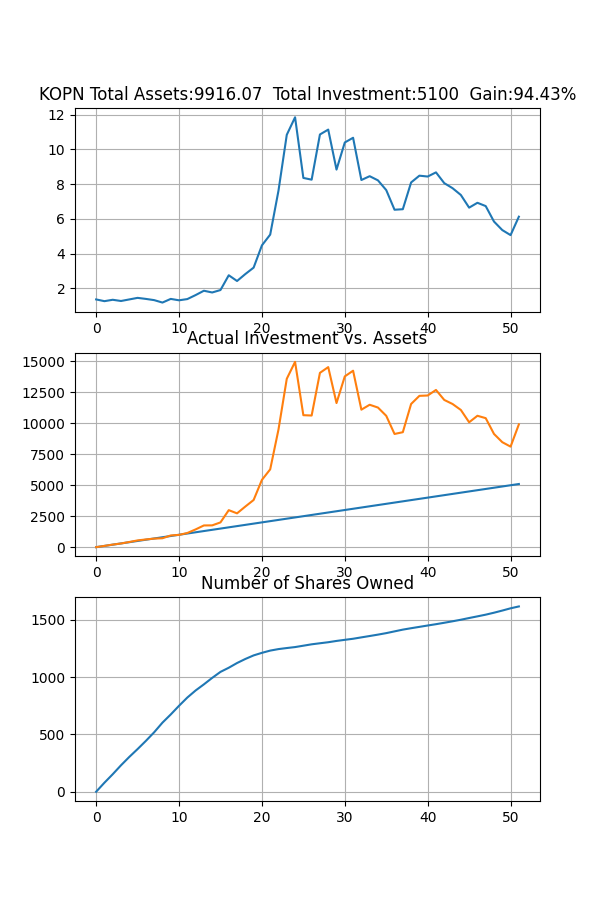 KOPN Total Assets:9916.07  Total Investment:5100  Gain:94.43%
12
10
8
6
4
2
0 10 20 30 40 50
Actual Investment vs. Assets
15000
12500
10000
7500
5000
2500
0
0 10 20 30 40 50
Number of Shares Owned
1500
1000
500
0
0 10 20 30 40 50